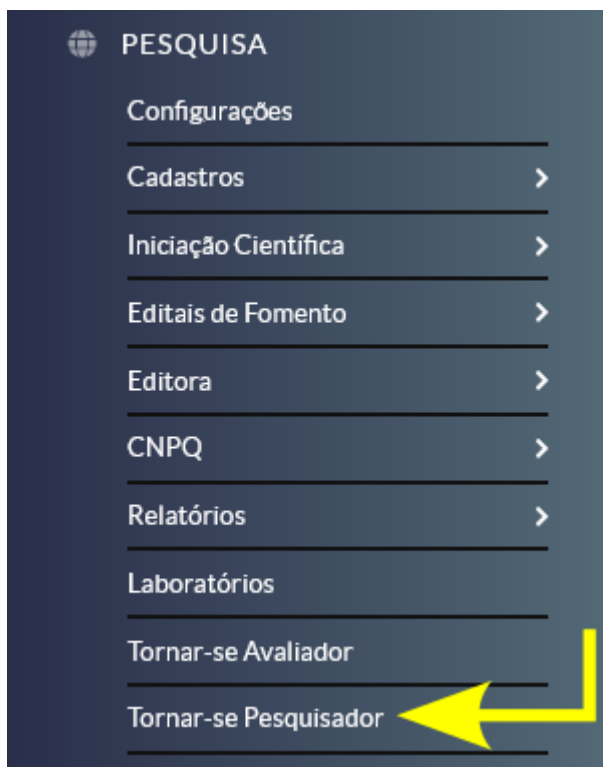 PESQUISA
Configurações
Cadastros
Iniciação Científica
Editais de Fomento
Editora
CNPQ
Relatórios
Laboratórios
Tornar-se Avaliador
Tornar-se Pesquisador